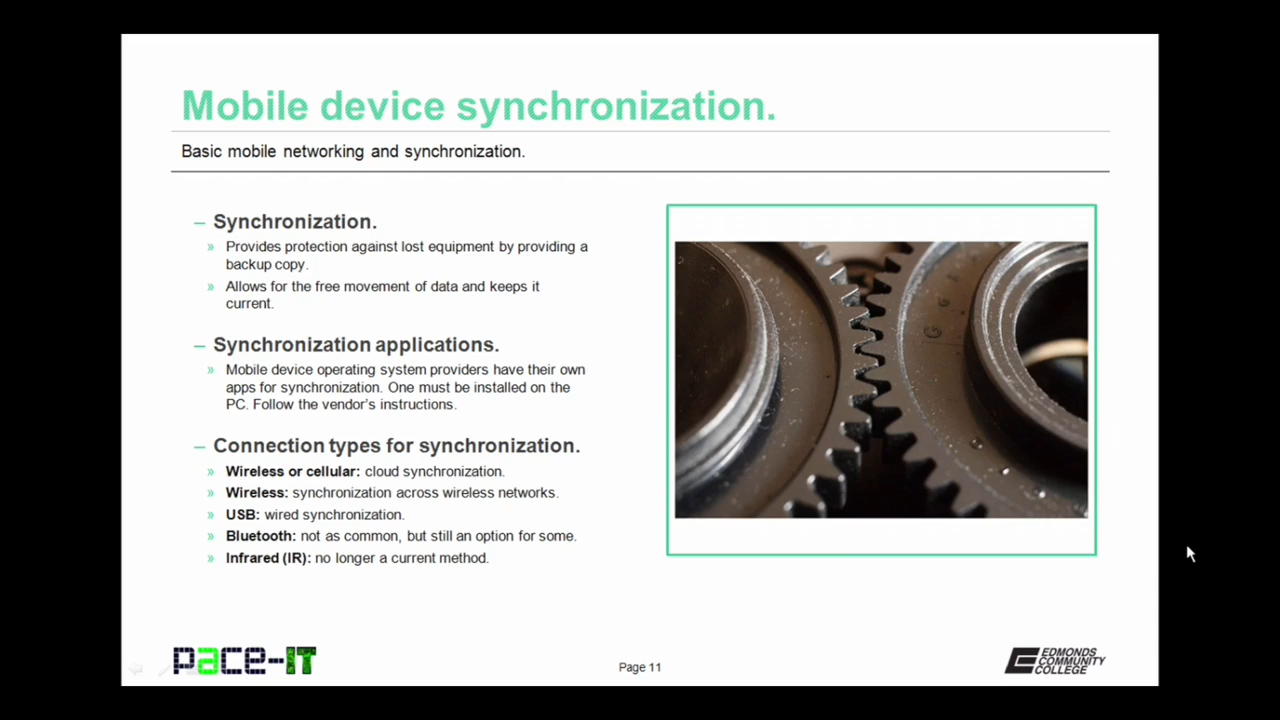 Mobile device synchronization.
Basic mobile networking and synchronization.
– Synchronization.
» Provides protection against lost equipment by providing a
backup copy.
» Allows for the free movement of data and keeps it
current.
– Synchronization applications.
» Mobile device operating system providers have their own
apps for synchronization. One must be installed on the
PC. Follow the vendor's instructions.
– Connection types for synchronization.
» Wireless or cellular: cloud synchronization.
» Wireless: synchronization across wireless networks.
» USB: wired synchronization.
» Bluetooth: not as common, but still an option for some.
» Infrared (IR): no longer a current method.
pace-IT
Page 11
EDMONDS
COMMUNITY
COLLEGE